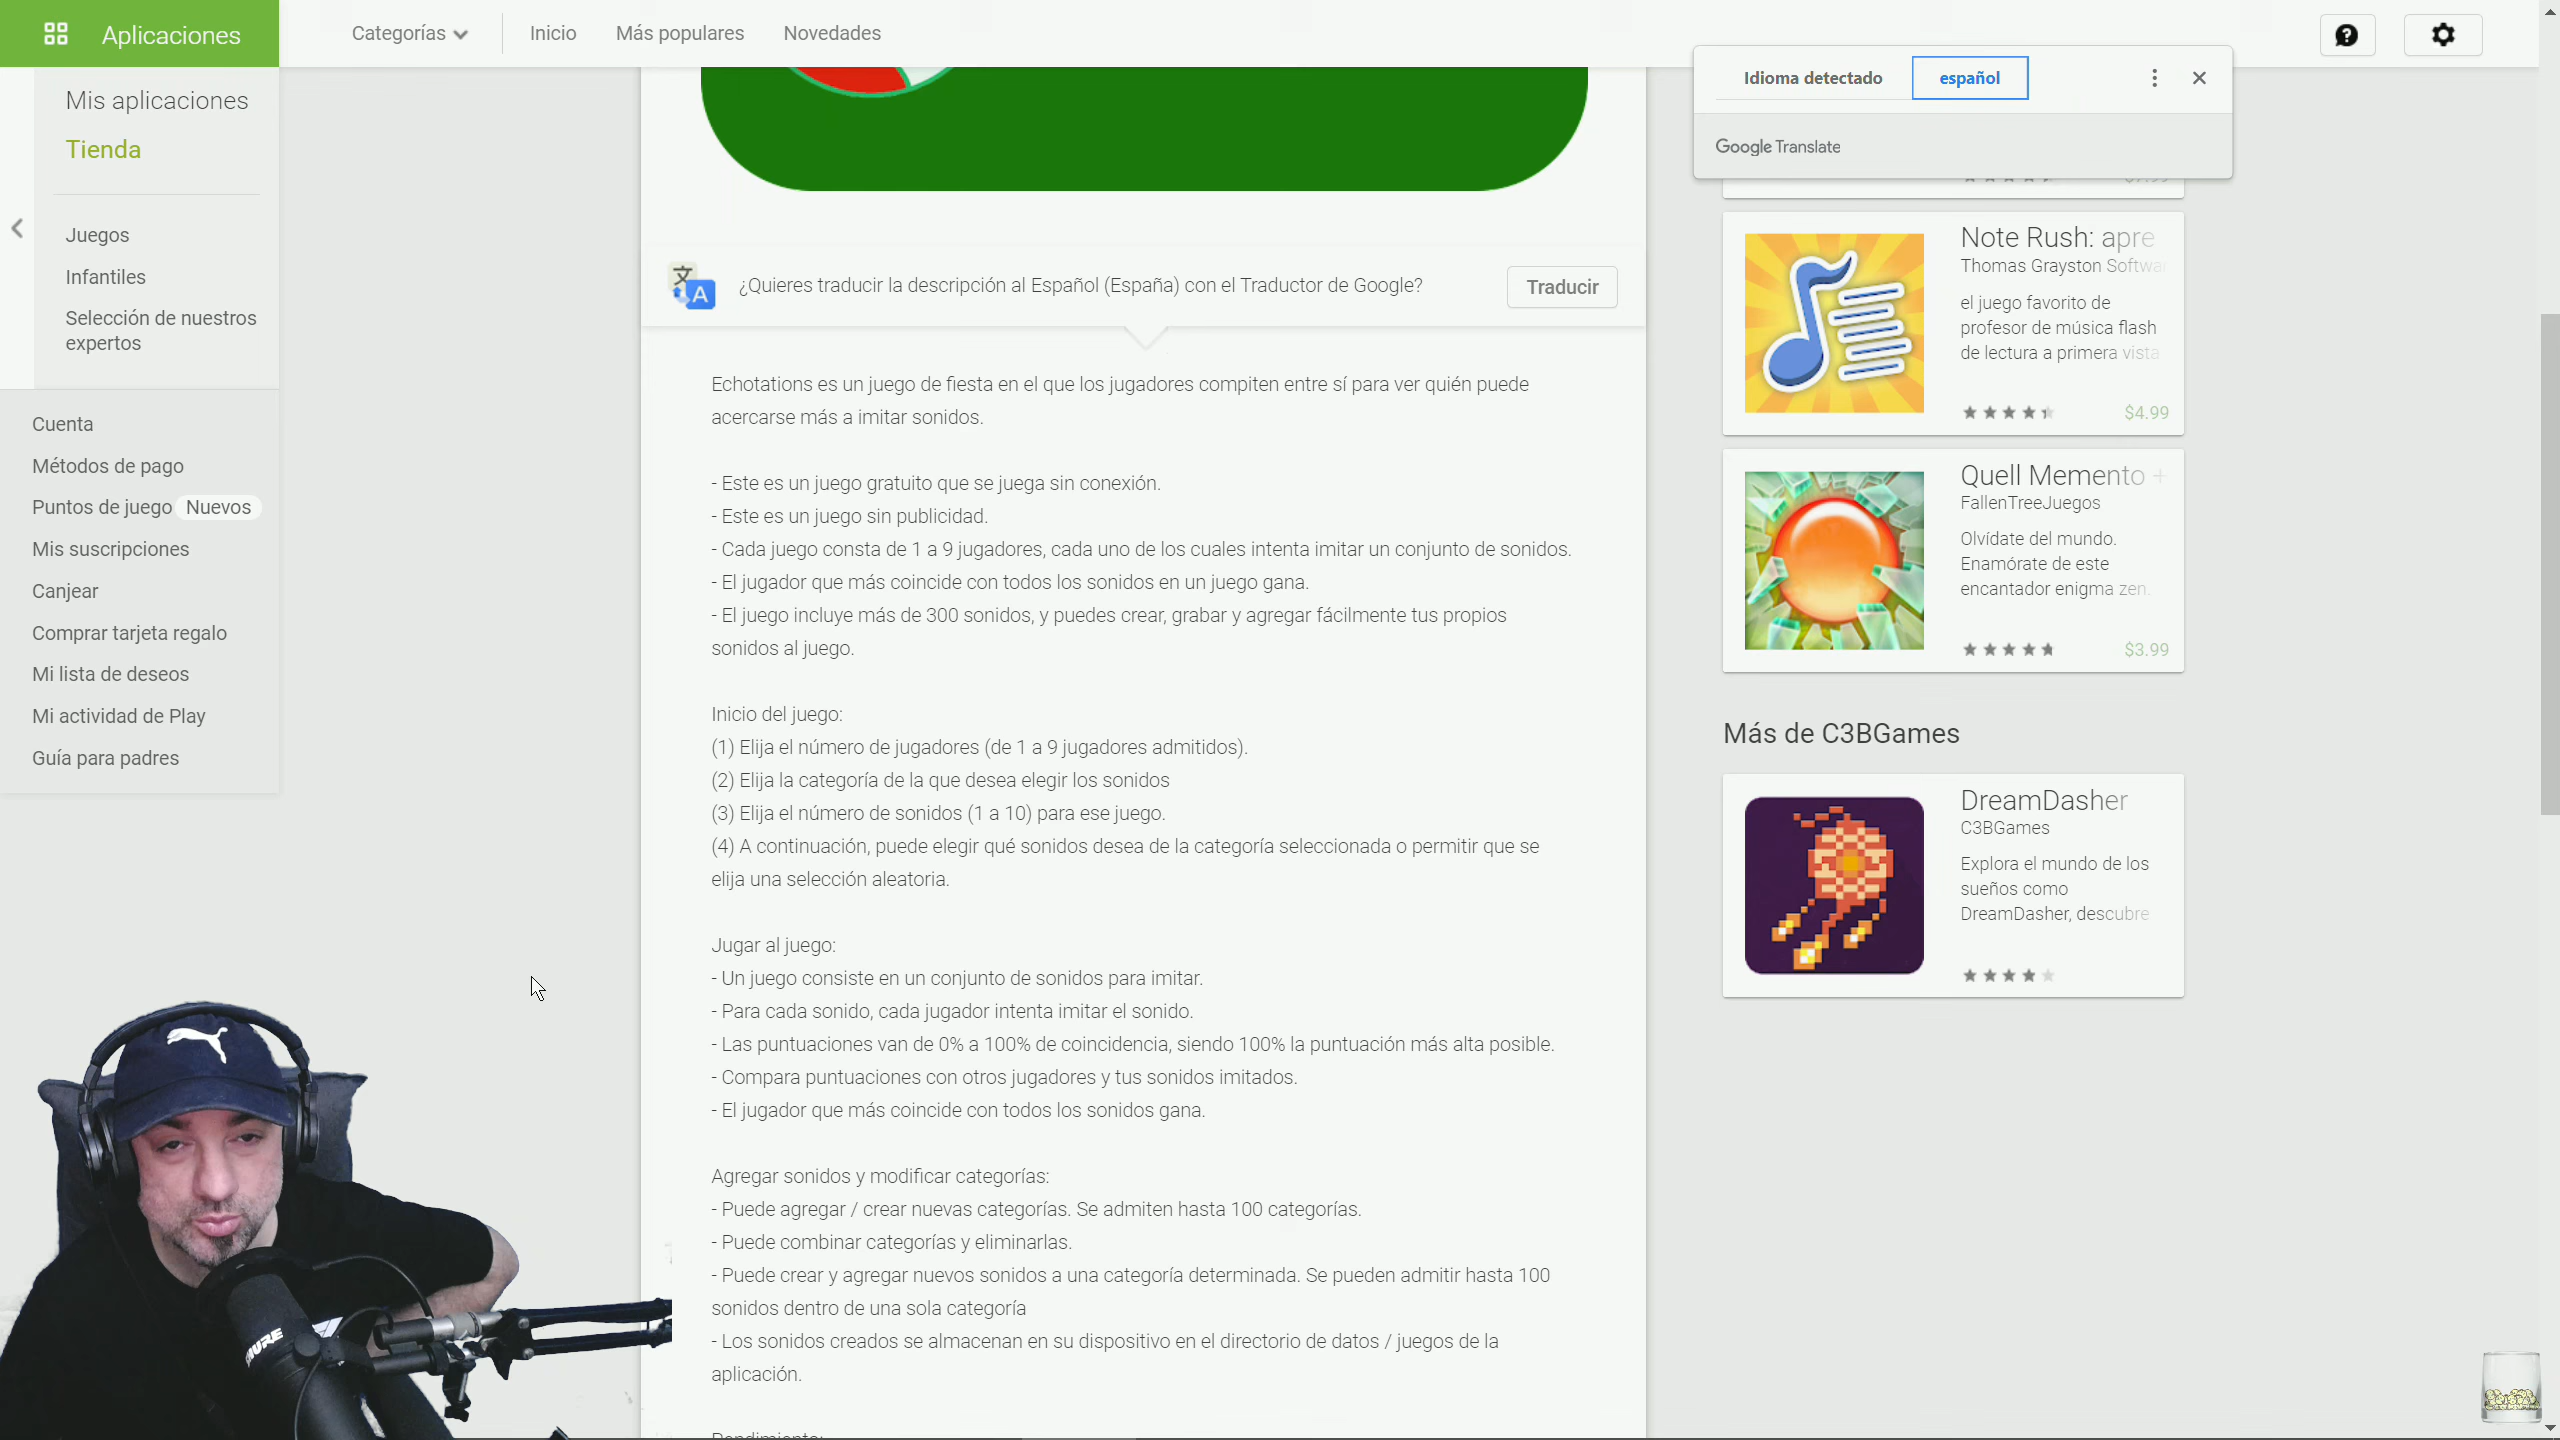 Aplicaciones
Categorías
Inicio
Más populares
Novedades
Mis aplicaciones
Tienda
Juegos
Infantiles
Selección de nuestros
expertos
Cuenta
Métodos de pago
Puntos de juego Nuevos
Mis suscripciones
Canjear
Comprar tarjeta regalo
Mi lista de deseos
Mi actividad de Play
Guía para padres
¿Quieres traducir la descripción al Español (España) con el Traductor de Google?
Traducir
Echotations es un juego de fiesta en el que los jugadores compiten entre sí para ver quién puede
acercarse más a imitar sonidos.
- Este es un juego gratuito que se juega sin conexión.
- Este es un juego sin publicidad.
- Cada juego consta de 1 a 9 jugadores, cada uno de los cuales intenta imitar un conjunto de sonidos.
- El jugador que más coincide con todos los sonidos en un juego gana.
- El juego incluye más de 300 sonidos, y puedes crear, grabar y agregar fácilmente tus propios
sonidos al juego.
Inicio del juego:
(1) Elija el número de jugadores (de 1 a 9 jugadores admitidos).
(2) Elija la categoría de la que desea elegir los sonidos
(3) Elija el número de sonidos (1 a 10) para ese juego.
(4) A continuación, puede elegir qué sonidos desea de la categoría seleccionada o permitir que se
elija una selección aleatoria.
Jugar al juego:
- Un juego consiste en un conjunto de sonidos para imitar.
- Para cada sonido, cada jugador intenta imitar el sonido.
- Las puntuaciones van de 0% a 100% de coincidencia, siendo 100% la puntuación más alta posible.
- Compara puntuaciones con otros jugadores y tus sonidos imitados.
- El jugador que más coincide con todos los sonidos gana.
Agregar sonidos y modificar categorías:
- Puede agregar / crear nuevas categorías. Se admiten hasta 100 categorías.
- Puede combinar categorías y eliminarlas.
- Puede crear y agregar nuevos sonidos a una categoría determinada. Se pueden admitir hasta 100
sonidos dentro de una sola categoría
- Los sonidos creados se almacenan en su dispositivo en el directorio de datos / juegos de la
aplicación.
Idioma detectado
español
Google Translate
Note Rush: apre
Thomas Grayston Softwa
el juego favorito de
profesor de música flash
de lectura a primera vista
$4.99
Quell Memento +
FallenTreeJuegos
Olvídate del mundo.
Enamórate de este
encantador enigma zen.
$3.99
Más de C3BGames
DreamDasher
C3BGames
Explora el mundo de los
sueños como
DreamDasher, descubre